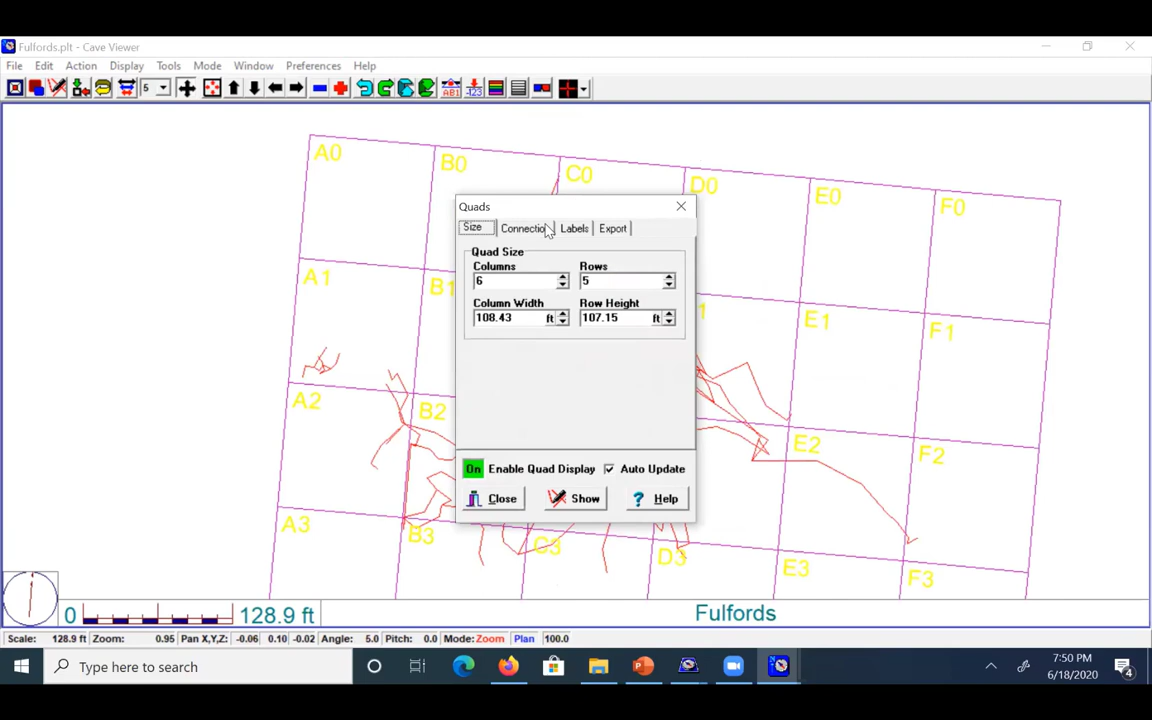 Fulfords.plt - Cave Viewer
File Edit Action Display Tools Mode Window Preferences Help
5
A0 B0 C0 D0 E0 F0
Quads
Size Connection Labels Export
Quad Size
Columns Rows
6 5
Column Width Row Height
108.43 ft 107.15 ft
A1 B1 1 E1 F1
A2 B2 E2 F2
On Enable Quad Display Auto Update
Close Show Help
A3 B3 C3 D3 E3 F3
0 128.9 ft Fulfords
Scale: 128.9 ft Zoom: 0.95 Pan X,Y,Z: -0.06 0.10 -0.02 Angle: 5.0 Pitch: 0.0 Mode: Zoom Plan 100.0
Type here to search
7:50 PM
6/18/2020
4